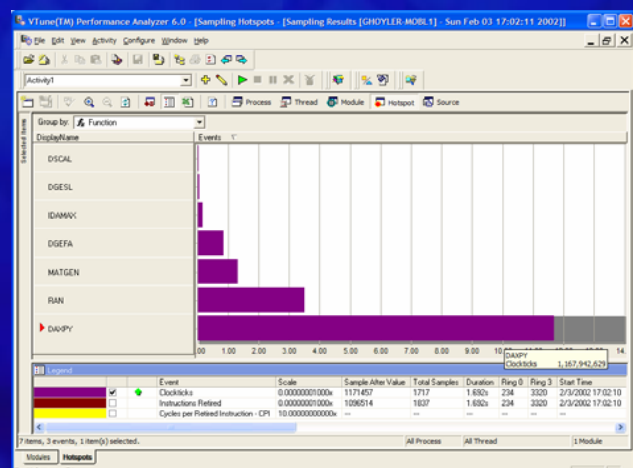 VTune(TM) Performance Analyzer 6.0 - [Sampling Hotspots - [Sampling Results [GHOYLER-MOBL1] - Sun Feb 03 17:02:11 2002]]
File Edit View Activity Configure Window Help
Activity1
Process Thread Module Hotspot Source
Group by: Function
DisplayName Events
Selected Items
DSCAL
DGESL
IDAMAX
DGEFA
MATGEN
RAN
DAXPY
.00 1.00 2.00 3.00 4.00 5.00 6.00 7.00 8.00 9.00 14.
DAXPY
Clockticks 1,167,942,629
Legend
Event Scale Sample After Value Total Samples Duration Ring 0 Ring 3 Start Time
Clockticks 0.00000001000x 1171457 1717 1.692s 234 3320 2/3/2002 17:02:10
Instructions Retired 0.00000001000x 1096514 1837 1.692s 234 3320 2/3/2002 17:02:10
Cycles per Retired Instruction - CPI 10.00000000000x -- -- -- -- -- --
7 items, 3 events, 1 item(s) selected. All Process All Thread 1 Module
Modules Hotspots